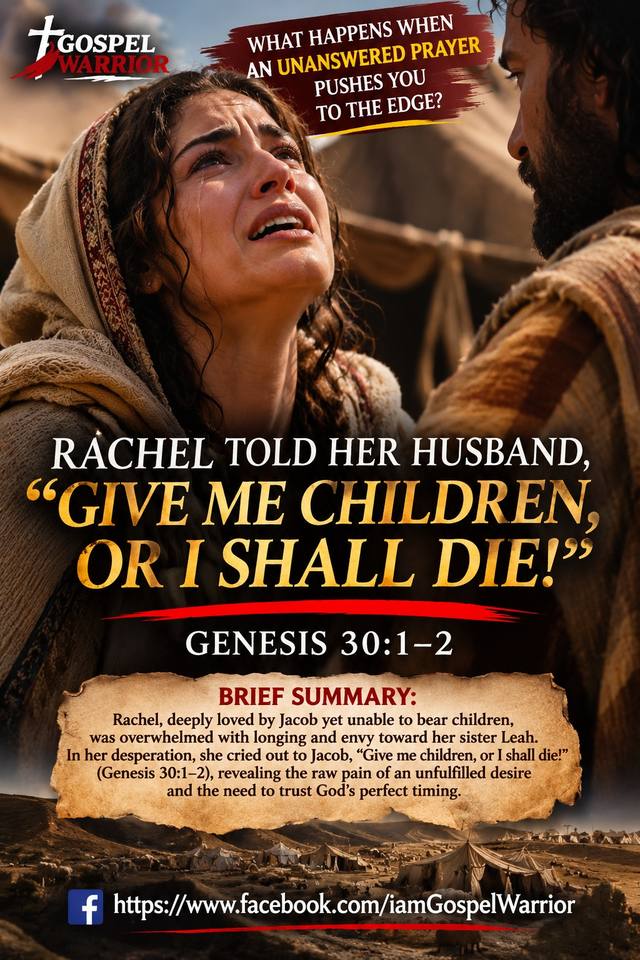 GOSPEL
WARRIOR
WHAT HAPPENS WHEN
AN UNANSWERED PRAYER
PUSHES YOU
TO THE EDGE?
RACHEL TOLD HER HUSBAND,
“GIVE ME CHILDREN,
OR I SHALL DIE!”
GENESIS 30:1–2
BRIEF SUMMARY:
Rachel, deeply loved by Jacob yet unable to bear children,
was overwhelmed with longing and envy toward her sister Leah.
In her desperation, she cried out to Jacob, “Give me children, or I shall die!”
(Genesis 30:1–2), revealing the raw pain of an unfulfilled desire
and the need to trust God’s perfect timing.
f https://www.facebook.com/iamGospelWarrior